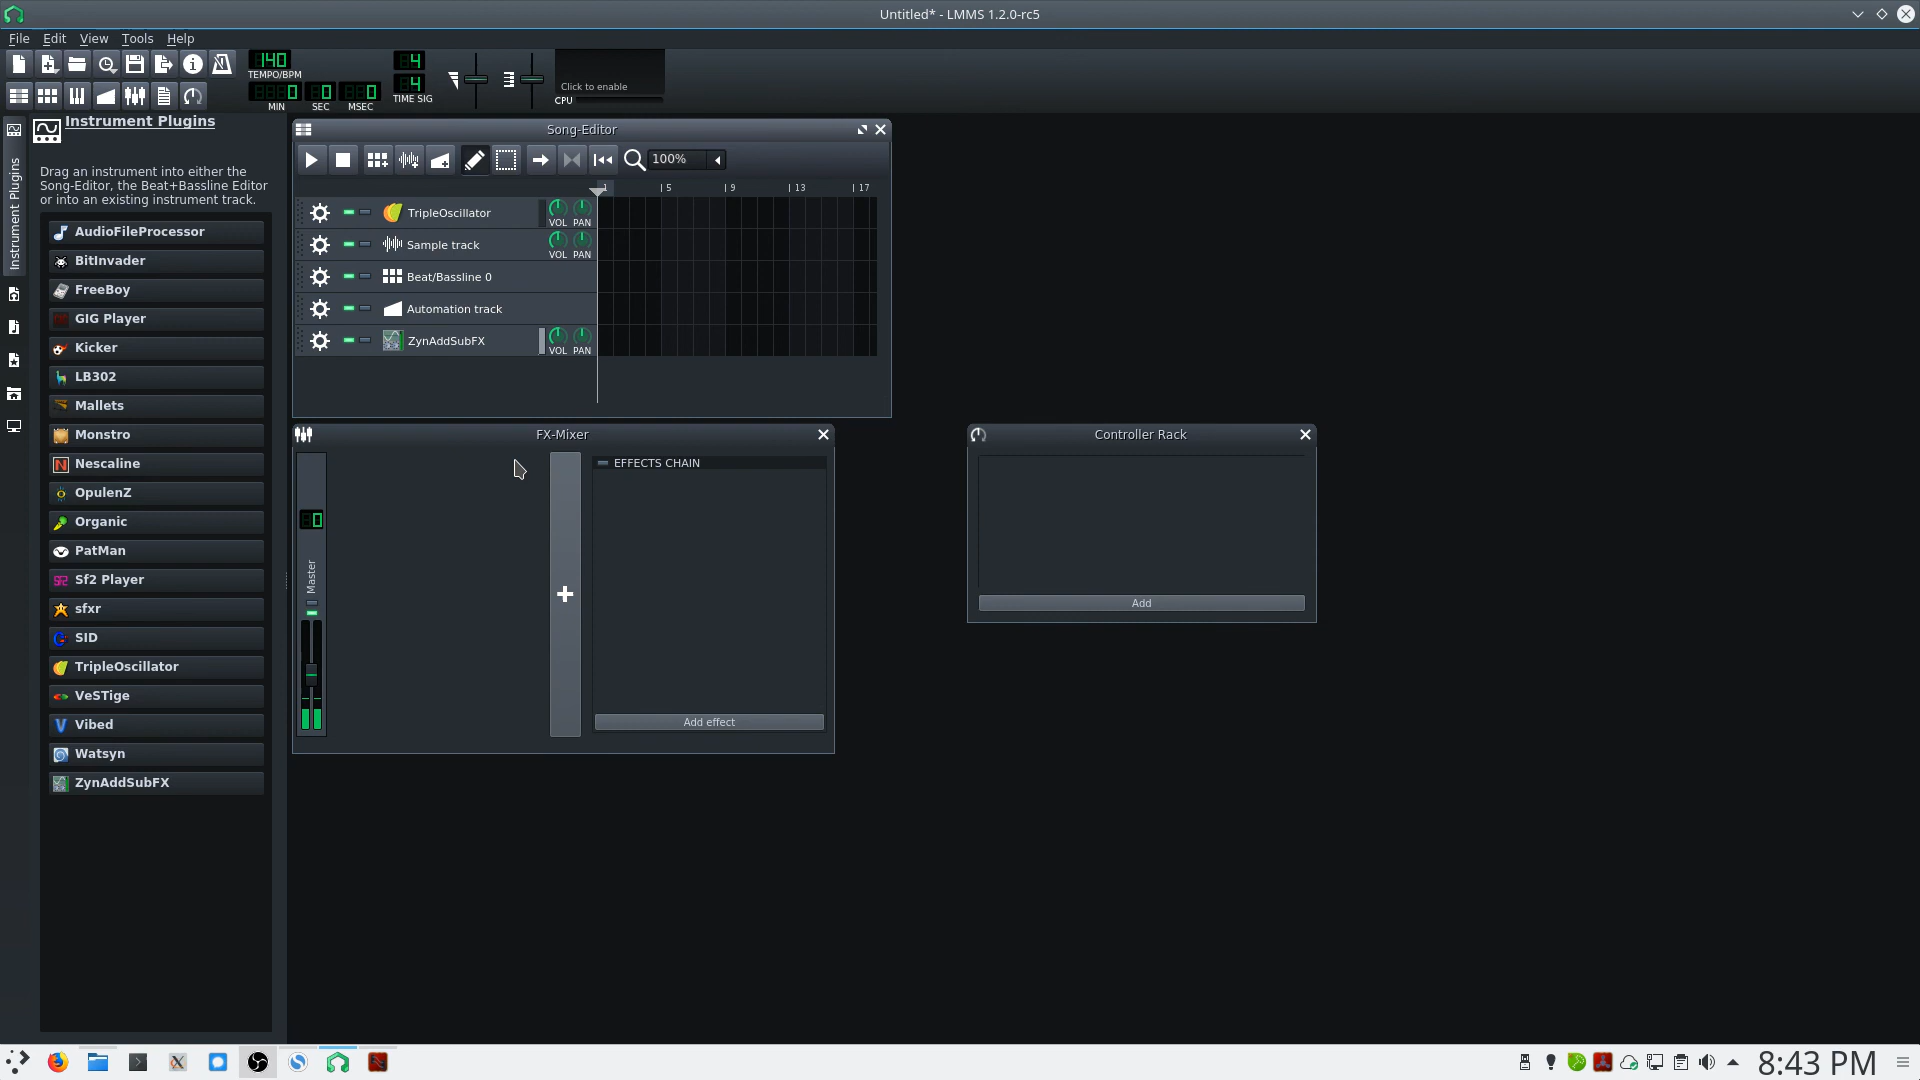 Untitled* - LMMS 1.2.0-rc5
File Edit View Tools Help
140
TEMPO/BPM
4
4
TIME SIG
0 0 0
MIN SEC MSEC
Click to enable
CPU
Instrument Plugins
Instrument Plugins
Drag an instrument into either the
Song-Editor, the Beat+Bassline Editor
or into an existing instrument track.
AudioFileProcessor
BitInvader
FreeBoy
GIG Player
Kicker
LB302
Mallets
Monstro
Nescaline
OpulenZ
Organic
PatMan
Sf2 Player
sfxr
SID
TripleOscillator
VeSTige
Vibed
Watsyn
ZynAddSubFX
Song-Editor
100%
1 5 9 13 17
TripleOscillator VOL PAN
Sample track VOL PAN
Beat/Bassline 0
Automation track
ZynAddSubFX VOL PAN
FX-Mixer
0
Master
EFFECTS CHAIN
Add effect
Controller Rack
Add
8:43 PM